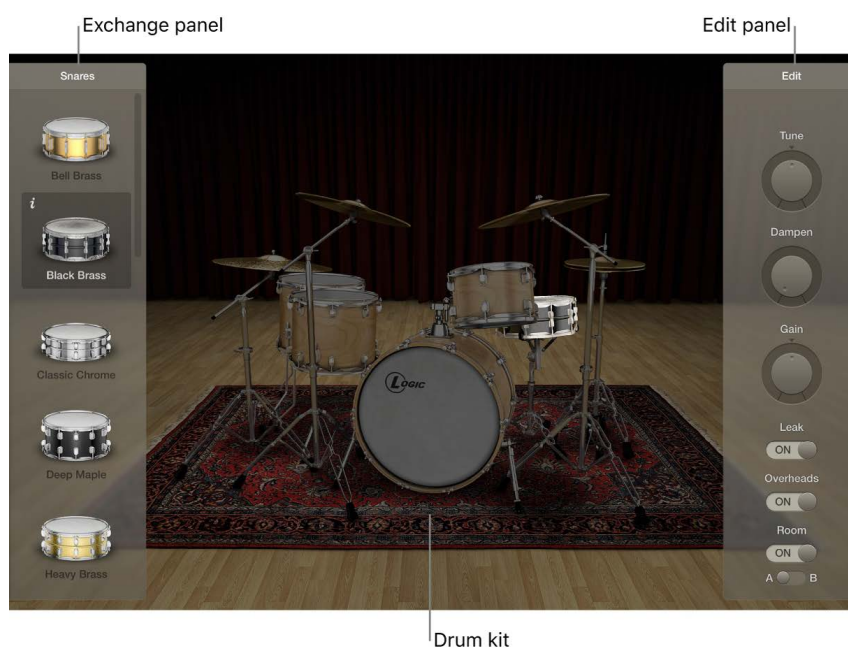 Exchange panel
Edit panel
Snares
Edit
Bell Brass
i
Black Brass
Classic Chrome
Deep Maple
Heavy Brass
LOGIC
Tune
Dampen
Gain
Leak
ON
Overheads
ON
Room
ON
A B
Drum kit